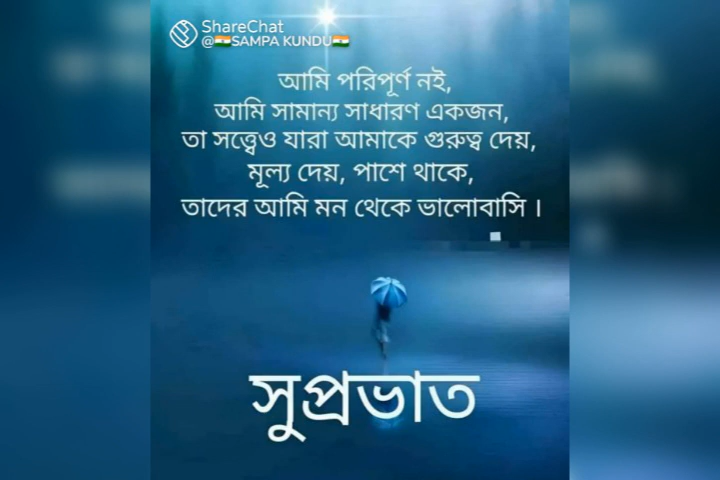 ShareChat
@🇮🇳SAMPA KUNDU🇮🇳
আমি পরিপূর্ণ নই,
আমি সামান্য সাধারণ একজন,
তা সত্ত্বেও যারা আমাকে গুরুত্ব দেয়,
মূল্য দেয়, পাশে থাকে,
তাদের আমি মন থেকে ভালোবাসি ।
সুপ্রভাত